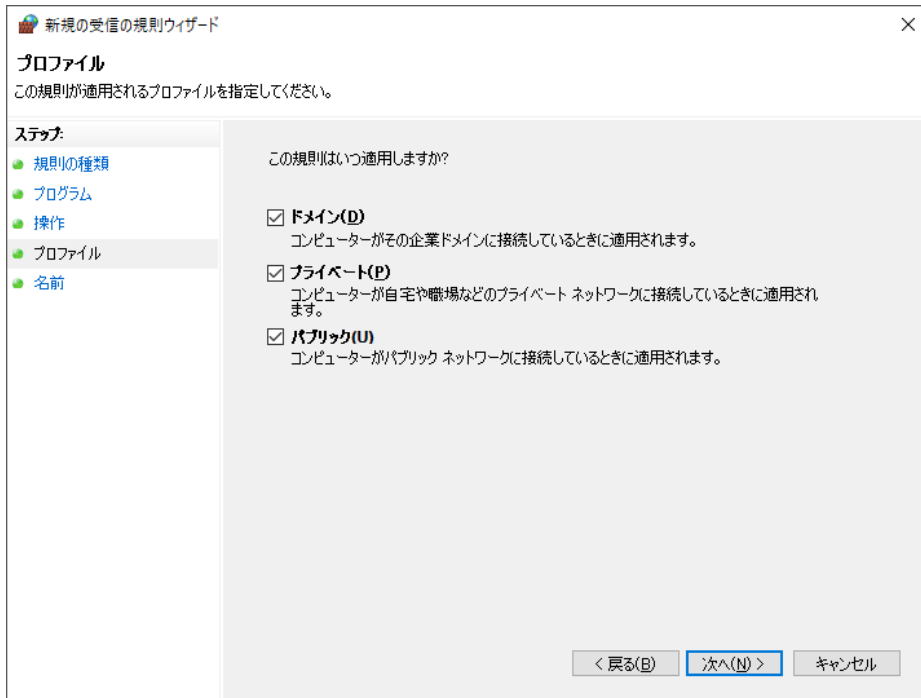 新規の受信の規則ウィザード
プロファイル
この規則が適用されるプロファイルを指定してください。
ステップ:
規則の種類
プログラム
操作
プロファイル
名前
この規則はいつ適用しますか?
ドメイン(D)
コンピューターがその企業ドメインに接続しているときに適用されます。
プライベート(P)
コンピューターが自宅や職場などのプライベート ネットワークに接続しているときに適用され
ます。
パブリック(U)
コンピューターがパブリック ネットワークに接続しているときに適用されます。
< 戻る(B)
次へ(N) >
キャンセル